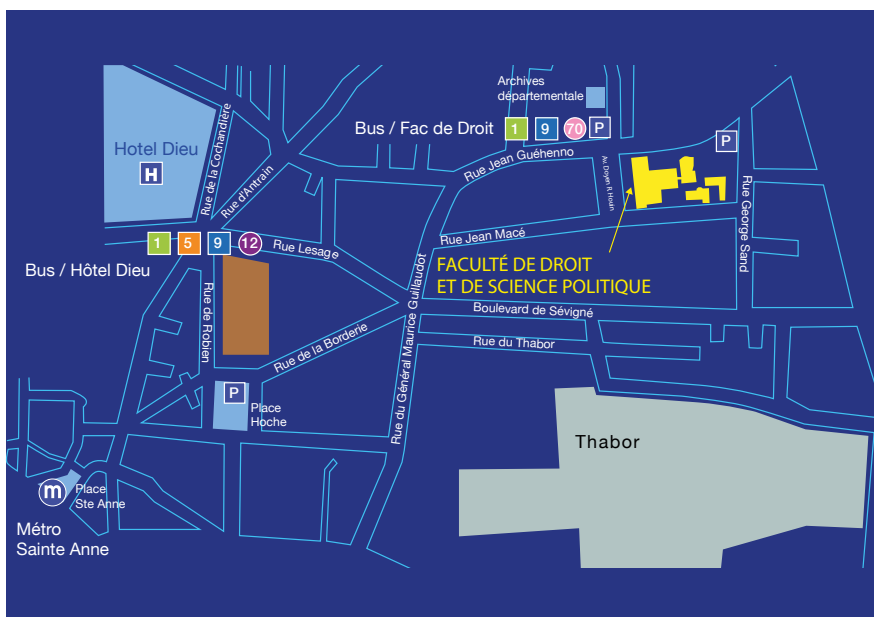 Archives
départementale
Bus / Fac de Droit 1 9 70 P
P
Hotel Dieu
H
Rue de la Cochardière
Rue d'Antrain
Rue Jean Guéhenno
Av. Doyen R. Houin
Rue George Sand
Rue Jean Macé
1 5 9 12
Rue Lesage
Bus / Hôtel Dieu
FACULTÉ DE DROIT
ET DE SCIENCE POLITIQUE
Rue de Robien
Rue du Général Maurice Guillaudot
Boulevard de Sévigné
Rue de la Borderie
Rue du Thabor
P
Place
Hoche
Thabor
m
Place
Ste Anne
Métro
Sainte Anne